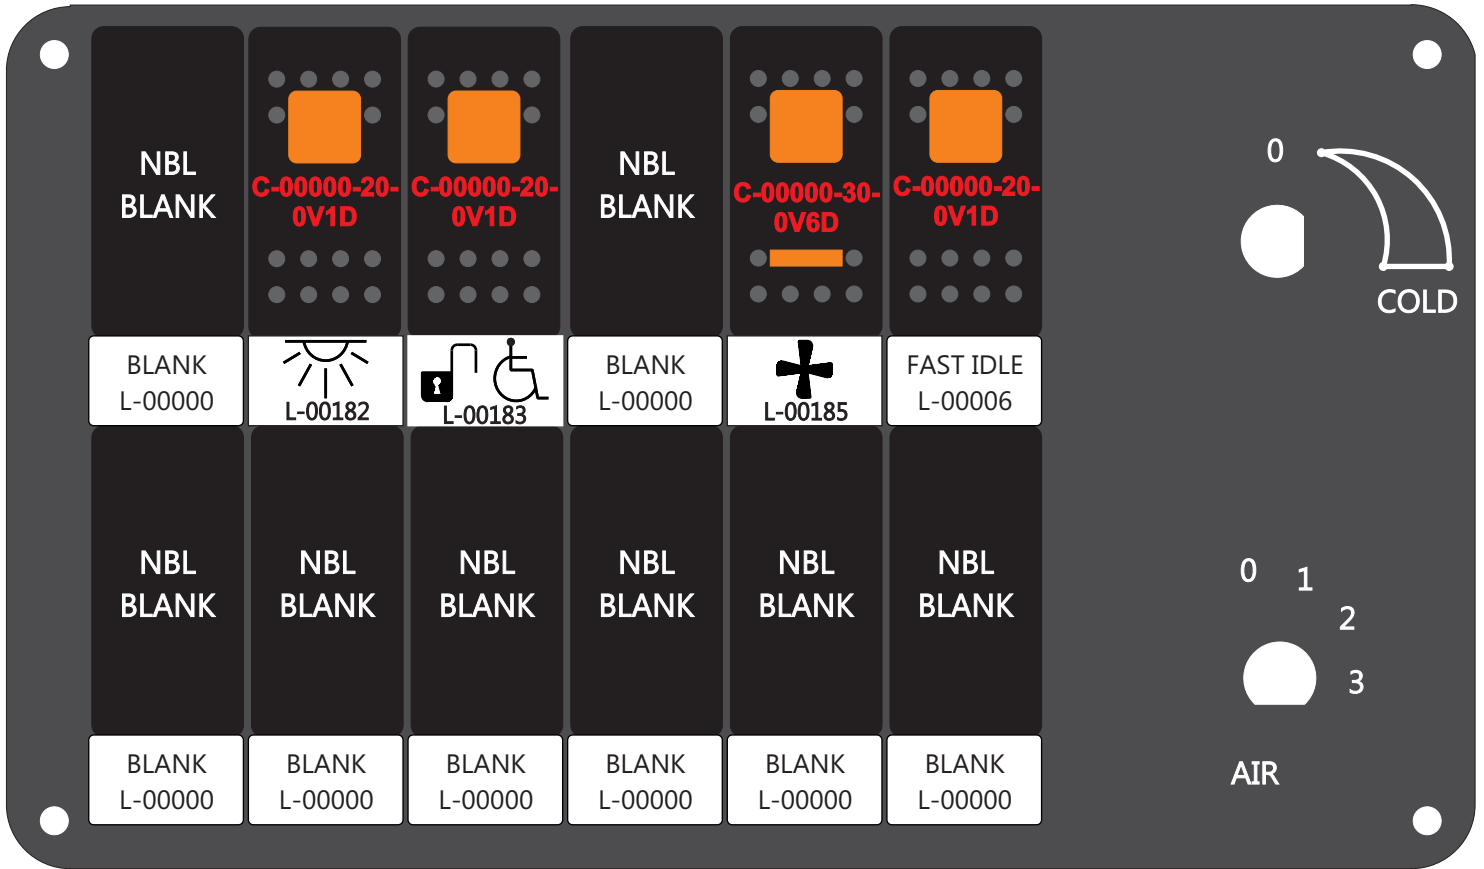 NBL
BLANK
C-00000-20-
0V1D
C-00000-20-
0V1D
NBL
BLANK
C-00000-30-
0V6D
C-00000-20-
0V1D
0
COLD
BLANK
L-00000
L-00182
L-00183
BLANK
L-00000
L-00185
FAST IDLE
L-00006
NBL
BLANK
NBL
BLANK
NBL
BLANK
NBL
BLANK
NBL
BLANK
NBL
BLANK
0
1
2
3
AIR
BLANK
L-00000
BLANK
L-00000
BLANK
L-00000
BLANK
L-00000
BLANK
L-00000
BLANK
L-00000